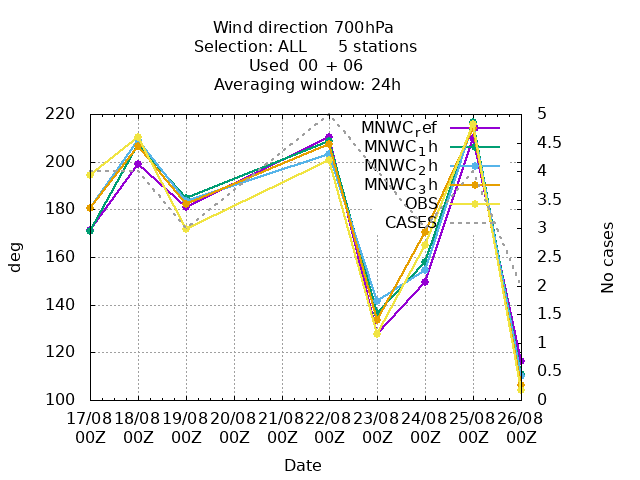 Wind direction 700hPa
Selection: ALL 5 stations
Used 00 + 06
Averaging window: 24h
220
200
180
160
140
120
100
deg
5
4.5
4
3.5
3
2.5
2
1.5
1
0.5
0
No cases
MNWC_ref
MNWC_1h
MNWC_2h
MNWC_3h
OBS
CASES
17/08 18/08 19/08 20/08 21/08 22/08 23/08 24/08 25/08 26/08
00Z 00Z 00Z 00Z 00Z 00Z 00Z 00Z 00Z 00Z
Date